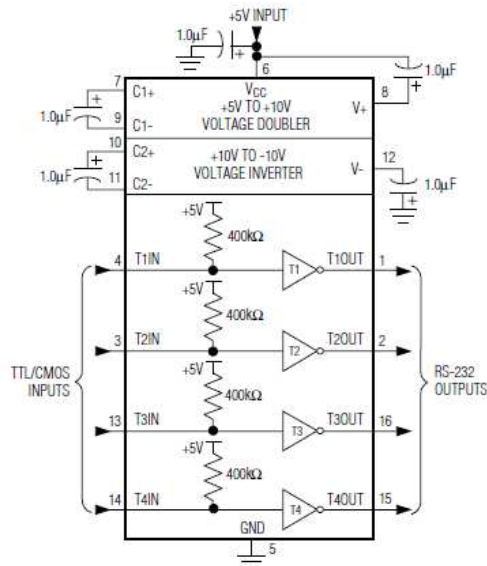 +5V INPUT
1.0µF
+
6
+
1.0µF
7
+
1.0µF
9
C1+
C1-
VCC
+5V TO +10V
VOLTAGE DOUBLER
V+
8
10
+
1.0µF
11
C2+
C2-
+10V TO -10V
VOLTAGE INVERTER
V-
12
1.0µF
+
+5V
400kΩ
4
T1IN
T1
T1OUT
1
+5V
400kΩ
3
T2IN
T2
T2OUT
2
TTL/CMOS
INPUTS
RS-232
OUTPUTS
+5V
400kΩ
13
T3IN
T3
T3OUT
16
+5V
400kΩ
14
T4IN
T4
T4OUT
15
GND
5